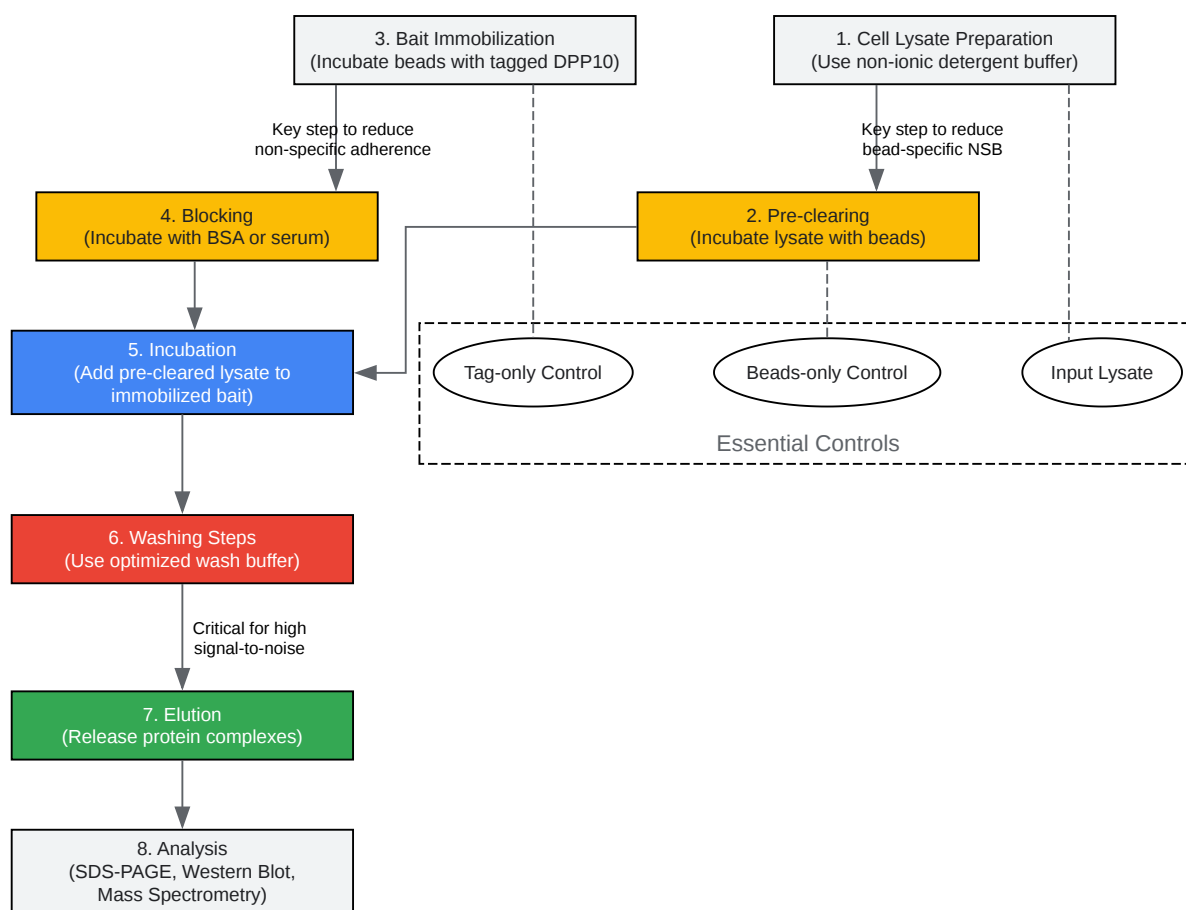 3. Bait Immobilization
(Incubate beads with tagged DPP10)
1. Cell Lysate Preparation
(Use non-ionic detergent buffer)
Key step to reduce
non-specific adherence
Key step to reduce
bead-specific NSB
4. Blocking
(Incubate with BSA or serum)
2. Pre-clearing
(Incubate lysate with beads)
5. Incubation
(Add pre-cleared lysate to
immobilized bait)
Tag-only Control
Beads-only Control
Input Lysate
Essential Controls
6. Washing Steps
(Use optimized wash buffer)
Critical for high
signal-to-noise
7. Elution
(Release protein complexes)
8. Analysis
(SDS-PAGE, Western Blot,
Mass Spectrometry)